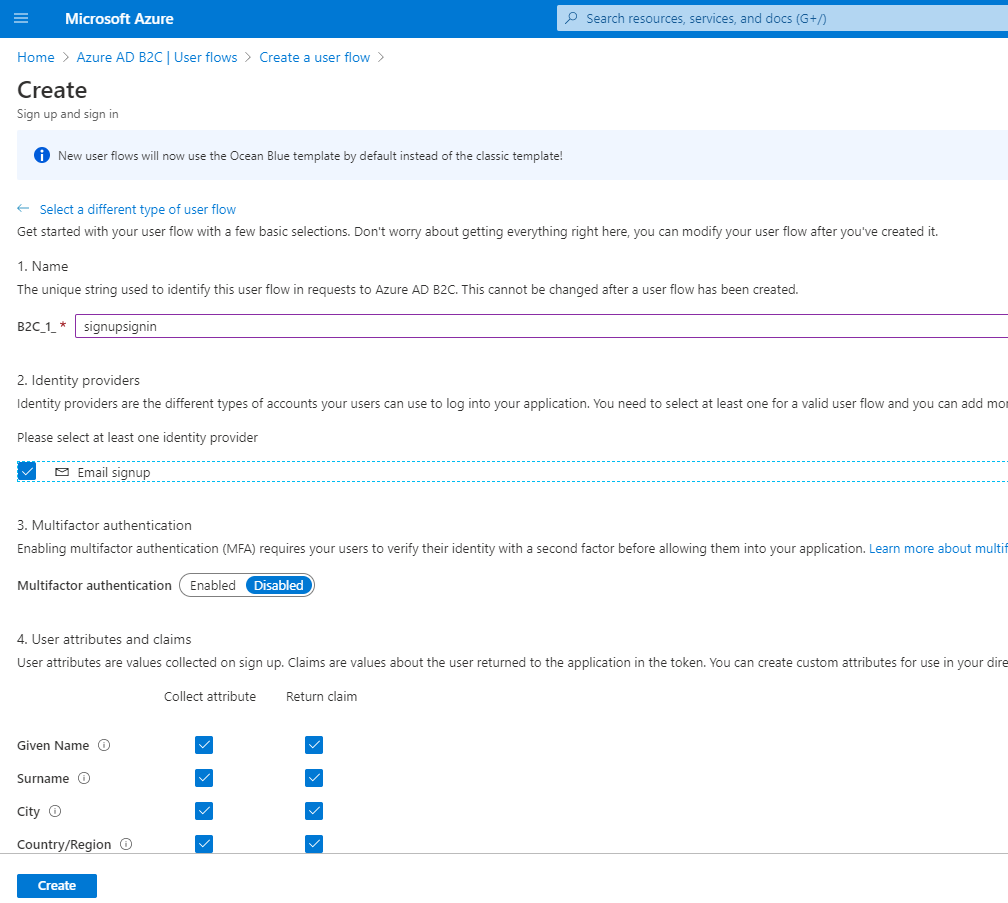 Microsoft Azure
Search resources, services, and docs (G+/)
Home > Azure AD B2C | User flows > Create a user flow >
Create
Sign up and sign in
New user flows will now use the Ocean Blue template by default instead of the classic template!
← Select a different type of user flow
Get started with your user flow with a few basic selections. Don't worry about getting everything right here, you can modify your user flow after you've created it.
1. Name
The unique string used to identify this user flow in requests to Azure AD B2C. This cannot be changed after a user flow has been created.
B2C_1_ * signupsignin
2. Identity providers
Identity providers are the different types of accounts your users can use to log into your application. You need to select at least one for a valid user flow and you can add
Please select at least one identity provider
Email signup
3. Multifactor authentication
Enabling multifactor authentication (MFA) requires your users to verify their identity with a second factor before allowing them into your application. Learn more about
Multifactor authentication Enabled Disabled
4. User attributes and claims
User attributes are values collected on sign up. Claims are values about the user returned to the application in the token. You can create custom attributes for use in your
Collect attribute Return claim
Given Name
Surname
City
Country/Region
Create